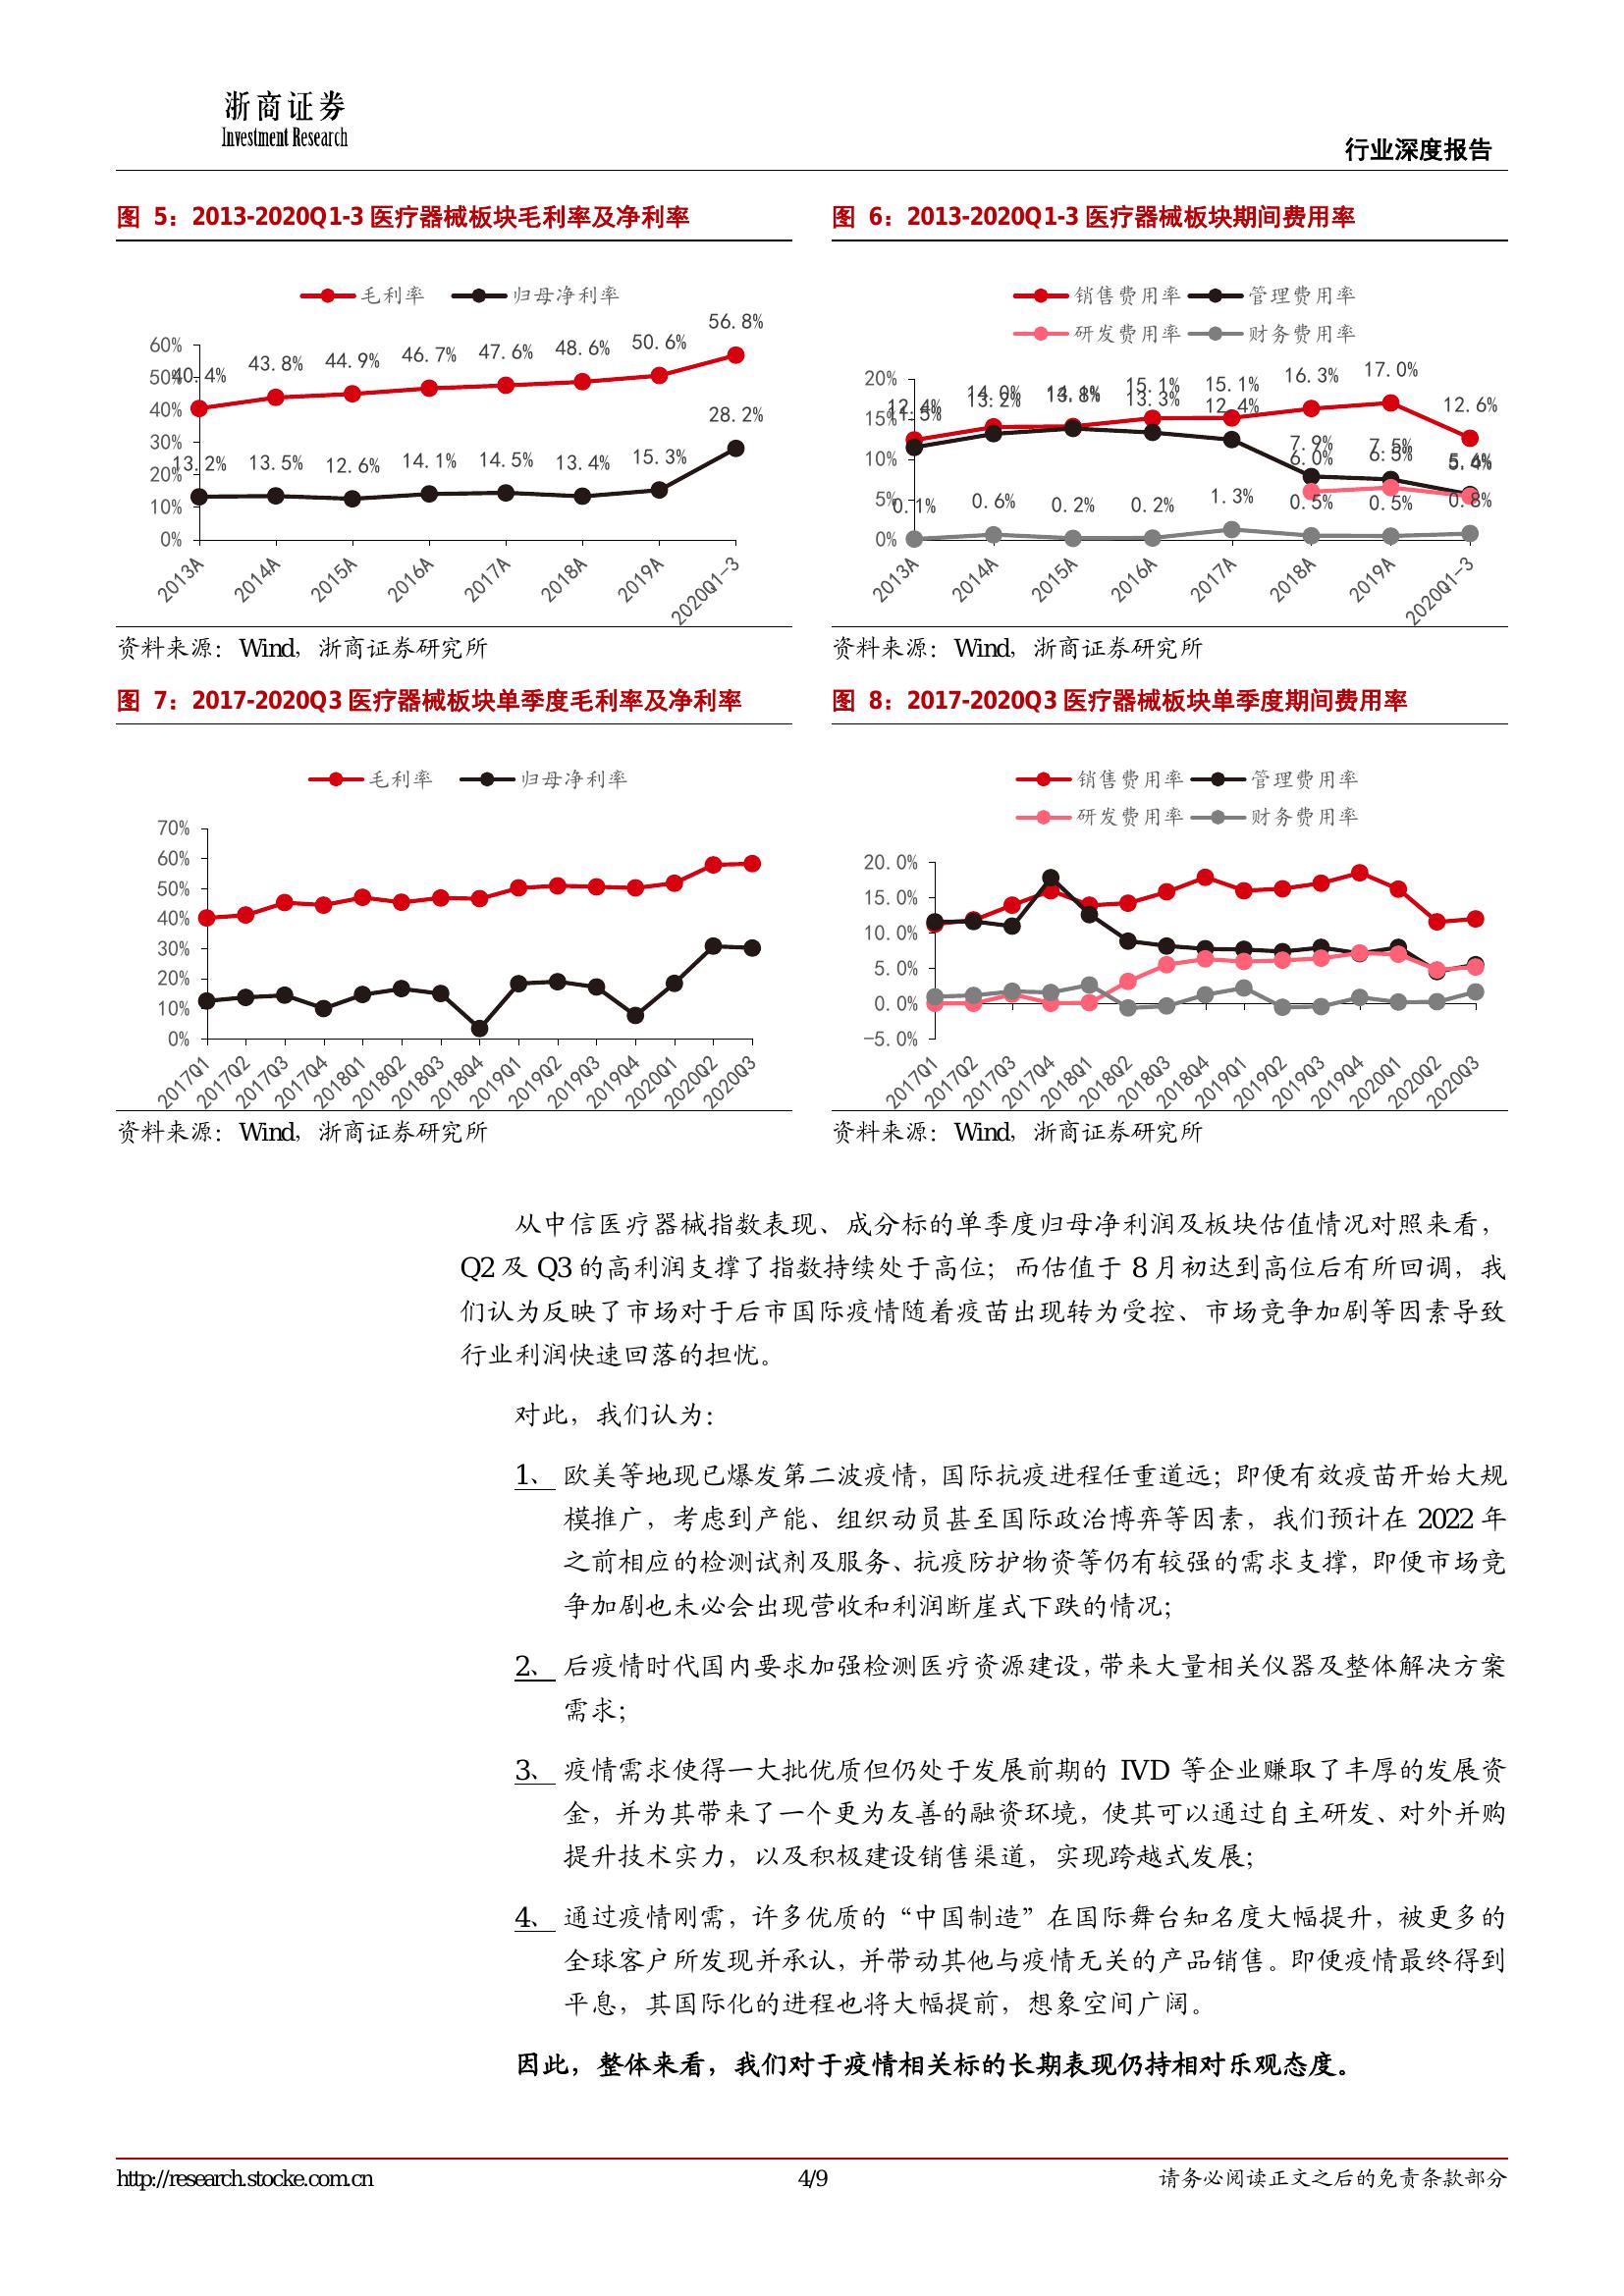 浙商证券
Investment Research
行业深度报告
图 5：2013-2020Q1-3 医疗器械板块毛利率及净利率
毛利率 归母净利率
56.8%
50.6%
48.6%
47.6%
46.7%
44.9%
43.8%
40.4%
28.2%
13.2% 13.5% 12.6% 14.1% 14.5% 13.4% 15.3%
60%
50%
40%
30%
20%
10%
0%
2013A 2014A 2015A 2016A 2017A 2018A 2019A 2020Q1-3
资料来源：Wind，浙商证券研究所
图 6：2013-2020Q1-3 医疗器械板块期间费用率
销售费用率 管理费用率
研发费用率 财务费用率
12.4% 14.0% 14.1% 15.1% 15.1% 16.3% 17.0% 12.6%
11.5% 13.2% 13.8% 13.3% 12.4% 7.9% 7.5%
6.0% 6.5% 5.4%
0.1% 0.6% 0.2% 0.2% 1.3% 0.5% 0.5% 0.8%
20%
15%
10%
5%
0%
2013A 2014A 2015A 2016A 2017A 2018A 2019A 2020Q1-3
资料来源：Wind，浙商证券研究所
图 7：2017-2020Q3 医疗器械板块单季度毛利率及净利率
毛利率 归母净利率
70%
60%
50%
40%
30%
20%
10%
0%
2017Q1 2017Q2 2017Q3 2017Q4 2018Q1 2018Q2 2018Q3 2018Q4 2019Q1 2019Q2 2019Q3 2019Q4 2020Q1 2020Q2 2020Q3
资料来源：Wind，浙商证券研究所
图 8：2017-2020Q3 医疗器械板块单季度期间费用率
销售费用率 管理费用率
研发费用率 财务费用率
20.0%
15.0%
10.0%
5.0%
0.0%
-5.0%
2017Q1 2017Q2 2017Q3 2017Q4 2018Q1 2018Q2 2018Q3 2018Q4 2019Q1 2019Q2 2019Q3 2019Q4 2020Q1 2020Q2 2020Q3
资料来源：Wind，浙商证券研究所
从中信医疗器械指数表现、成分标的单季度归母净利润及板块估值情况对照来看，
Q2 及 Q3 的高利润支撑了指数持续处于高位；而估值于 8 月初达到高位后有所回调，我
们认为反映了市场对于后市国际疫情随着疫苗出现转为受控、市场竞争加剧等因素导致
行业利润快速回落的担忧。
对此，我们认为：
1、 欧美等地现已爆发第二波疫情，国际抗疫进程任重道远；即便有效疫苗开始大规
模推广，考虑到产能、组织动员甚至国际政治博弈等因素，我们预计在 2022 年
之前相应的检测试剂及服务、抗疫防护物资等仍有较强的需求支撑，即便市场竞
争加剧也未必会出现营收和利润断崖式下跌的情况；
2、 后疫情时代国内要求加强检测医疗资源建设，带来大量相关仪器及整体解决方案
需求；
3、 疫情需求使得一大批优质但仍处于发展前期的 IVD 等企业赚取了丰厚的发展资
金，并为其带来了一个更为友善的融资环境，使其可以通过自主研发、对外并购
提升技术实力，以及积极建设销售渠道，实现跨越式发展；
4、 通过疫情刚需，许多优质的“中国制造”在国际舞台知名度大幅提升，被更多的
全球客户所发现并承认，并带动其他与疫情无关的产品销售。即便疫情最终得到
平息，其国际化的进程也将大幅提前，想象空间广阔。
因此，整体来看，我们对于疫情相关标的长期表现仍持相对乐观态度。
http://research.stocke.com.cn
4/9
请务必阅读正文之后的免责条款部分